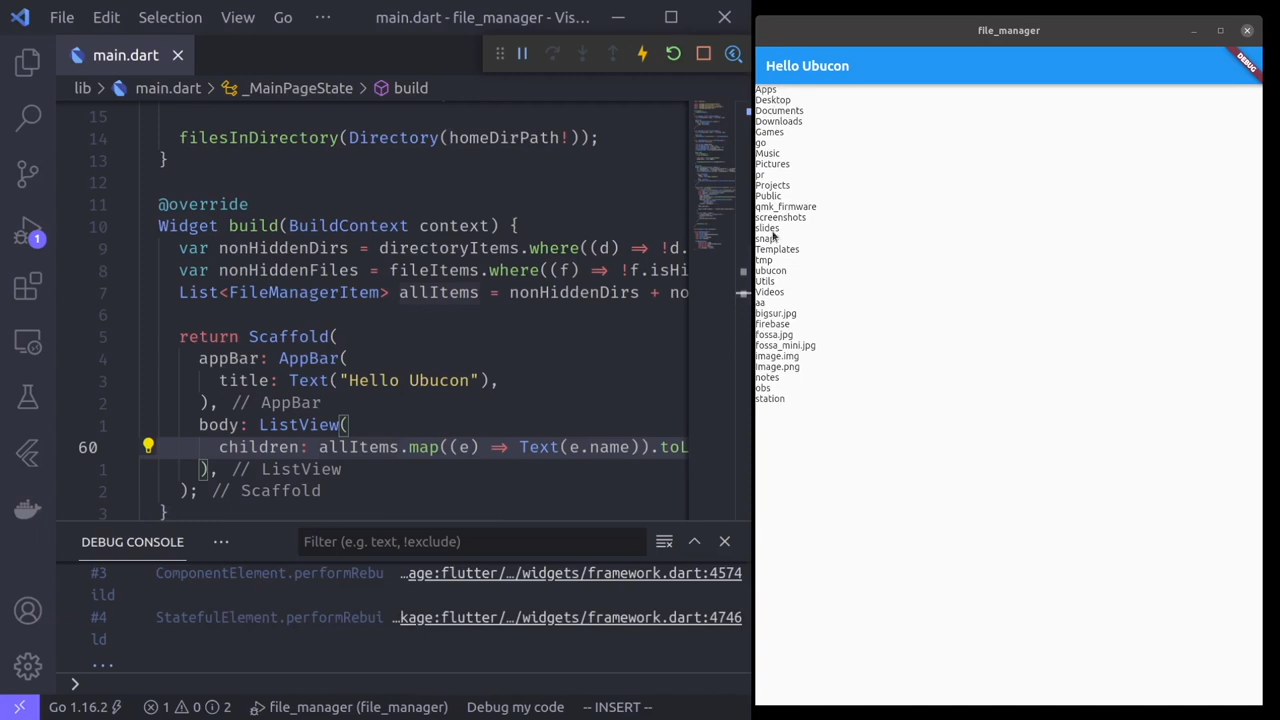 File
Edit
Selection
View
Go
···
main.dart - file_manager - Vis...
main.dart
lib > main.dart > _MainPageState > build
filesInDirectory(Directory(homeDirPath!));
}
11
@override
dget build(BuildContext context) {
9
var nonHiddenDirs = directoryItems.where((d) => !d.
8
var nonHiddenFiles = fileItems.where((f) => !f.isHi
7
List<FileManagerItem> allItems = nonHiddenDirs + no
6
5
return Scaffold(
4
appBar: AppBar(
3
title: Text("Hello Ubucon"),
2
), // AppBar
1
body: ListView(
60
children: allItems.map((e) => Text(e.name)).toL
1
), // ListView
2
); // Scaffold
3
}
1
DEBUG CONSOLE
···
Filter (e.g. text, !exclude)
#3 ComponentElement.performRebu …age:flutter/…/widgets/framework.dart:4574
ild
#4 StatefulElement.performRebui …kage:flutter/…/widgets/framework.dart:4746
ld
...
>
Go 1.16.2
1
0
2
file_manager (file_manager)
Debug my code
-- INSERT --
file_manager
Hello Ubucon
DEBUG
Apps
Desktop
Documents
Downloads
Games
go
Music
Pictures
pr
Projects
Public
qmk_firmware
screenshots
slides
snap
Templates
tmp
ubucon
Utils
Videos
aa
bigsur.jpg
firebase
fossa.jpg
fossa_mini.jpg
image.img
Image.png
notes
obs
station